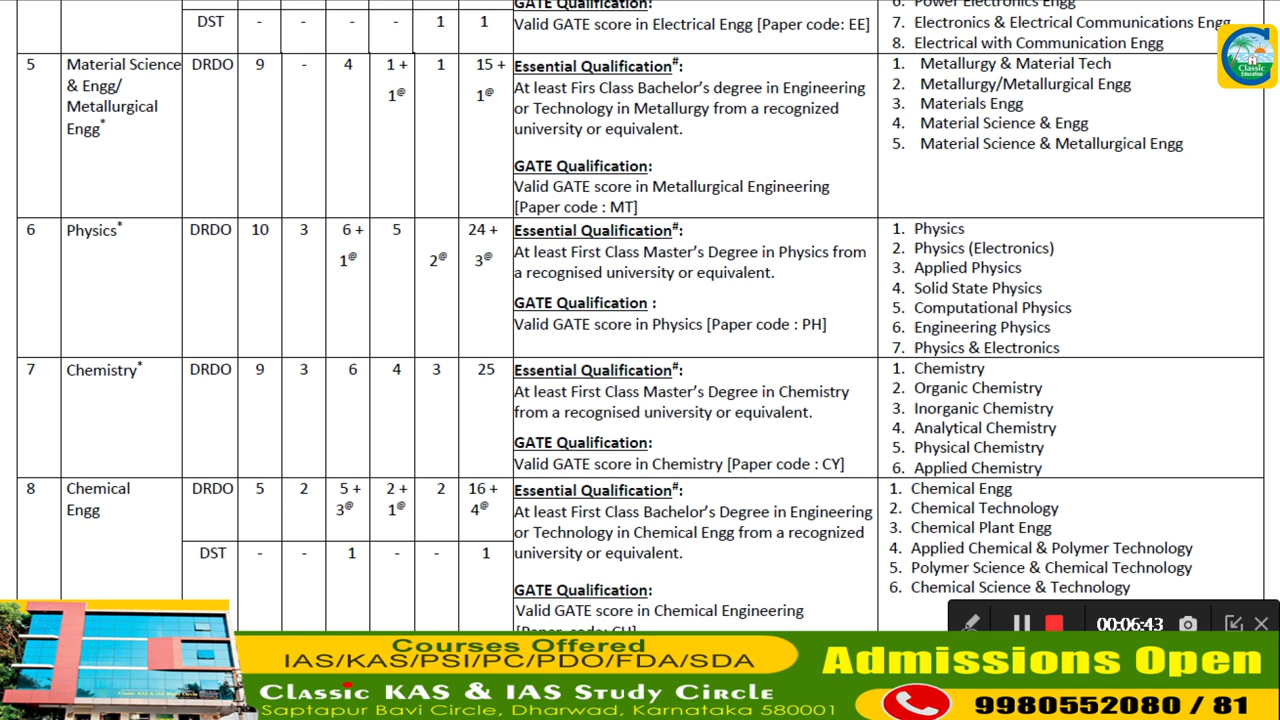 GATE Qualification:
6. Power Electronics Engg
DST - - - - 1 1
Valid GATE score in Electrical Engg [Paper code: EE]
7. Electronics & Electrical Communications Engg
8. Electrical with Communication Engg
Classic
Education
5 Material Science & Engg/ Metallurgical Engg*
DRDO 9 - 4 1 + 1@ 1 15 + 1@
Essential Qualification#:
At least Firs Class Bachelor's degree in Engineering
or Technology in Metallurgy from a recognized
university or equivalent.
GATE Qualification:
Valid GATE score in Metallurgical Engineering
[Paper code : MT]
1. Metallurgy & Material Tech
2. Metallurgy/Metallurgical Engg
3. Materials Engg
4. Material Science & Engg
5. Material Science & Metallurgical Engg
6 Physics* DRDO 10 3 6 + 1@ 5 2@ 24 + 3@
Essential Qualification#:
At least First Class Master's Degree in Physics from
a recognised university or equivalent.
GATE Qualification :
Valid GATE score in Physics [Paper code : PH]
1. Physics
2. Physics (Electronics)
3. Applied Physics
4. Solid State Physics
5. Computational Physics
6. Engineering Physics
7. Physics & Electronics
7 Chemistry* DRDO 9 3 6 4 3 25
Essential Qualification#:
At least First Class Master's Degree in Chemistry
from a recognised university or equivalent.
GATE Qualification:
Valid GATE score in Chemistry [Paper code : CY]
1. Chemistry
2. Organic Chemistry
3. Inorganic Chemistry
4. Analytical Chemistry
5. Physical Chemistry
6. Applied Chemistry
8 Chemical Engg
DRDO 5 2 5 + 3@ 2 + 1@ 2 16 + 4@
DST - - 1 - - 1
Essential Qualification#:
At least First Class Bachelor's Degree in Engineering
or Technology in Chemical Engg from a recognized
university or equivalent.
GATE Qualification:
Valid GATE score in Chemical Engineering
[Paper code: CH]
1. Chemical Engg
2. Chemical Technology
3. Chemical Plant Engg
4. Applied Chemical & Polymer Technology
5. Polymer Science & Chemical Technology
6. Chemical Science & Technology
00:06:43
Courses Offered
IAS/KAS/PSI/PC/PDO/FDA/SDA
Classic KAS & IAS Study Circle
Saptapur Bavi Circle, Dharwad, Karnataka 580001
Admissions Open
9980552080 / 81